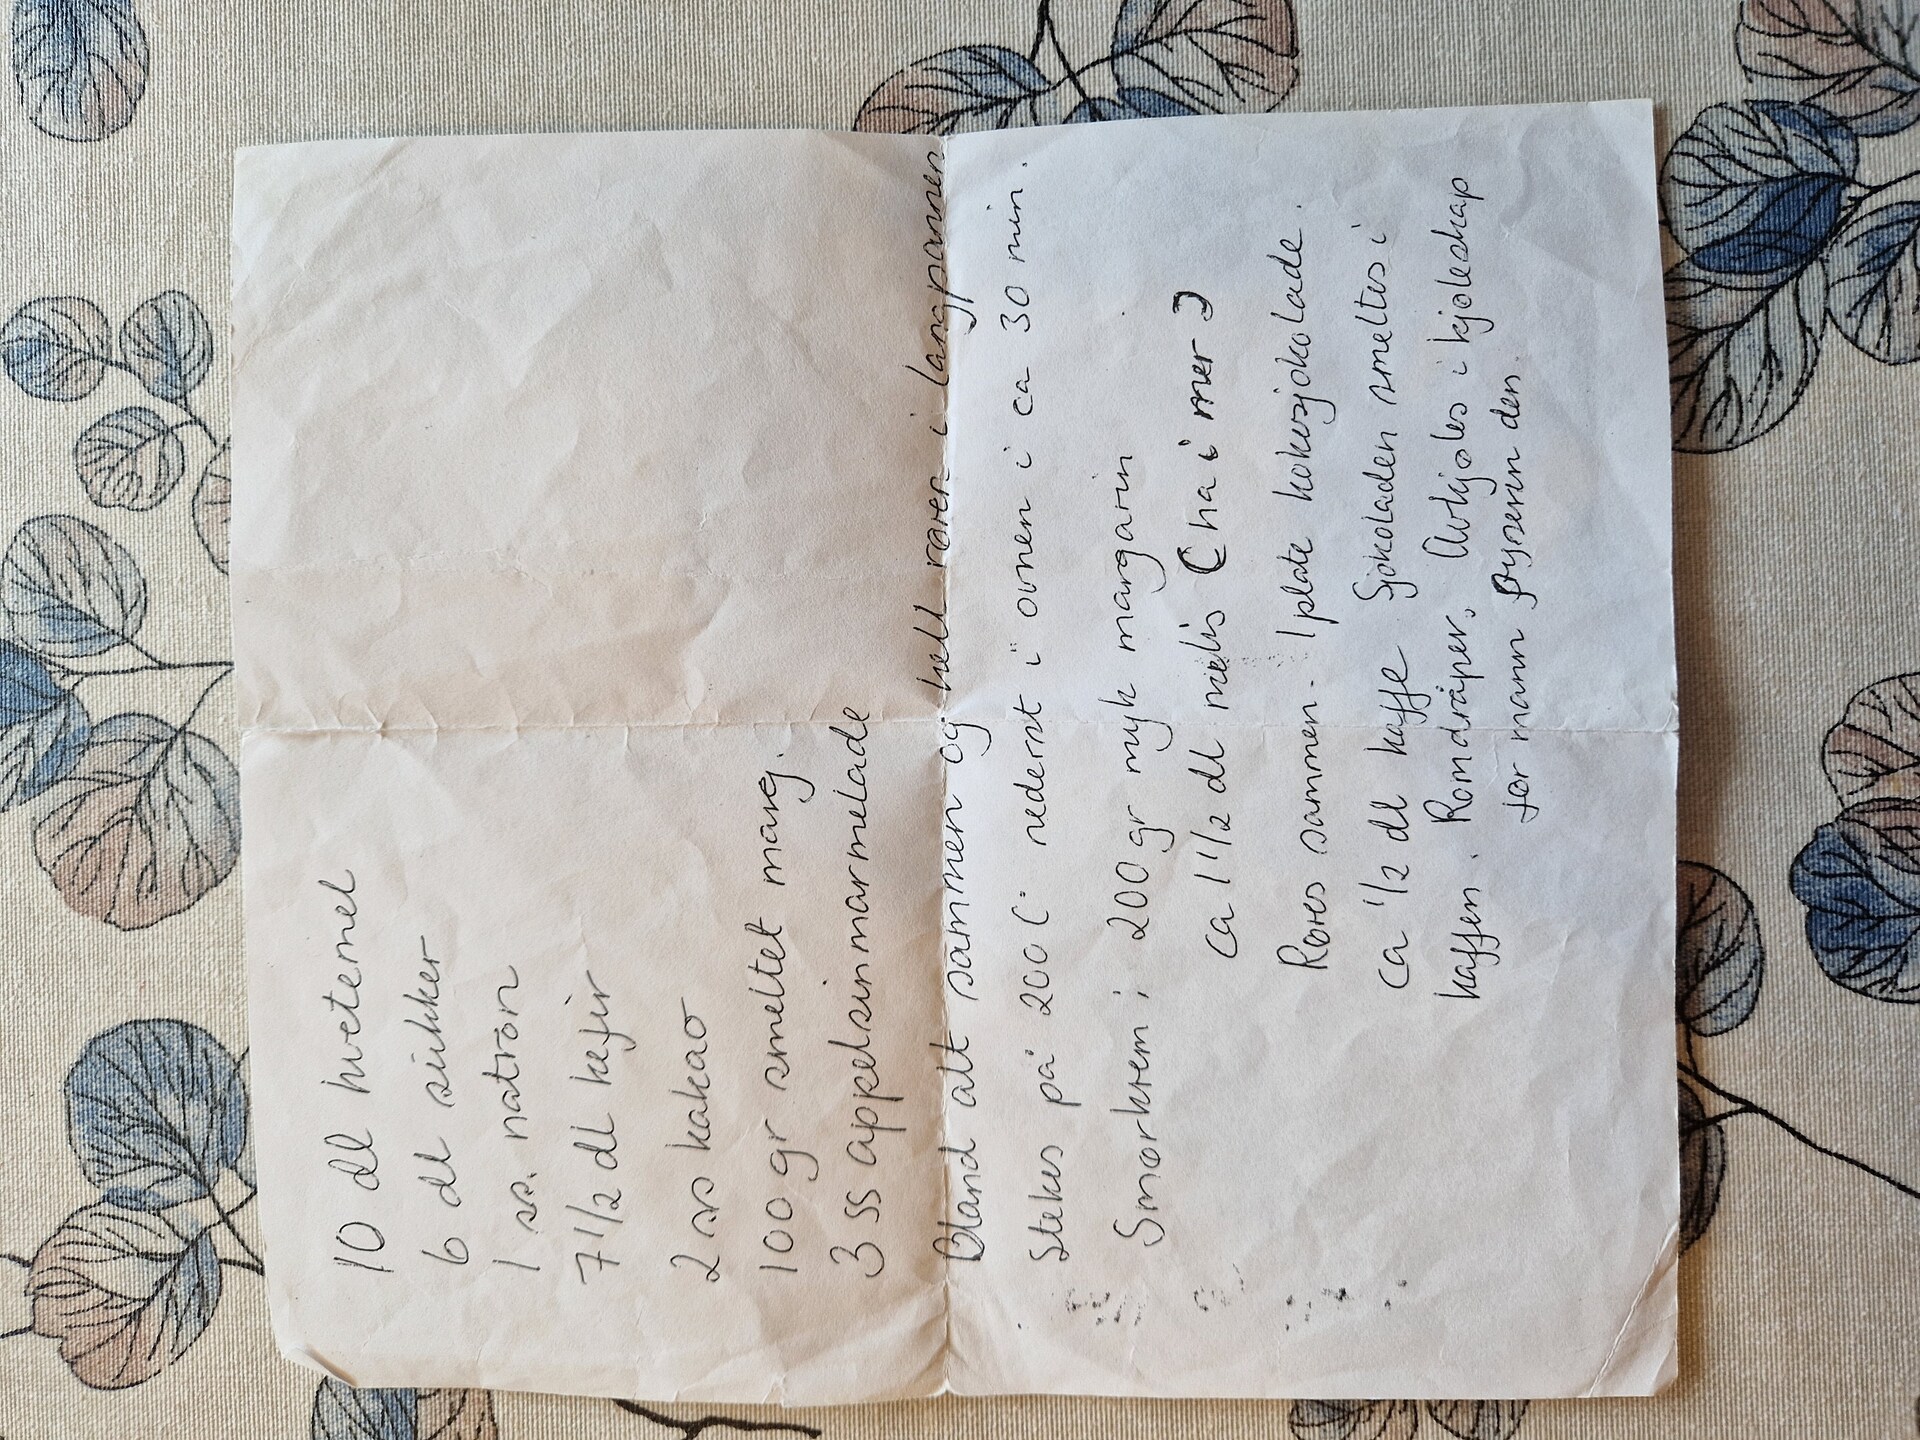 10 dl hvetemel
6 dl sukker
1 ss. natron
7 1/2 dl kefir
2 ss kakao
100 gr smeltet marg.
3 ss appelsinmarmelade
Bland alt sammen og hell røren i langpannen
Stekes på 200 C° nederst i ovnen i ca 30 min.
Smørkrem: 200 gr myk margarin
ca 1 1/2 dl melis (ha i mer)
Røres sammen. 1 plate kokesjokolade.
ca 1/2 dl kaffe Sjokoladen smeltes i
kaffen. Romdråper. Avkjøles i kjøleskap
før mann fryseren den.